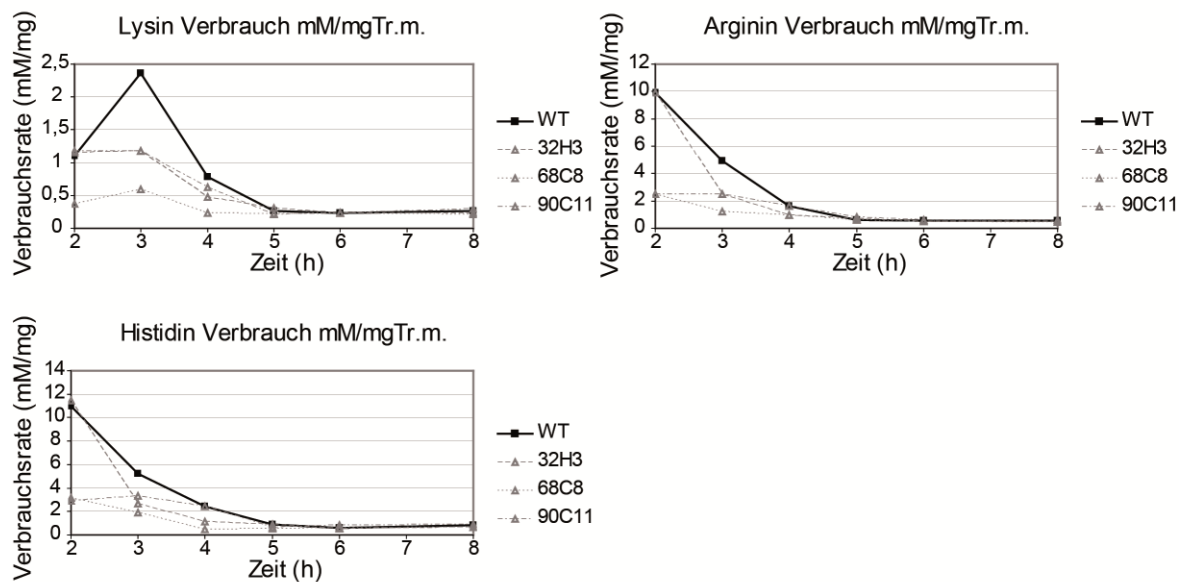 Lysin Verbrauch mM/mgTr.m.
Verbrauchsrate (mM/mg)
2,5
2
1,5
1
0,5
0
2 3 4 5 6 7 8
Zeit (h)
WT
32H3
68C8
90C11
Arginin Verbrauch mM/mgTr.m.
Verbrauchsrate (mM/mg)
12
10
8
6
4
2
0
2 3 4 5 6 7 8
Zeit (h)
WT
32H3
68C8
90C11
Histidin Verbrauch mM/mgTr.m.
Verbrauchsrate (mM/mg)
14
12
10
8
6
4
2
0
2 3 4 5 6 7 8
Zeit (h)
WT
32H3
68C8
90C11